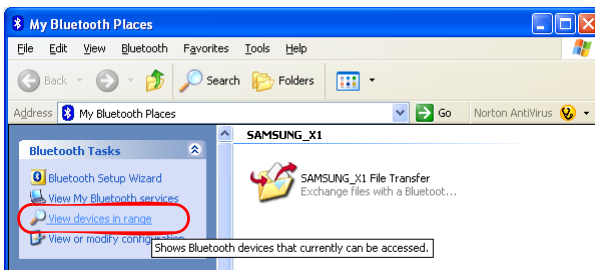 My Bluetooth Places
File Edit View Bluetooth Favorites Tools Help
Back Search Folders
Address My Bluetooth Places Go Norton AntiVirus
Bluetooth Tasks
Bluetooth Setup Wizard
View My Bluetooth services
View devices in range
View or modify configuration
Shows Bluetooth devices that currently can be accessed.
SAMSUNG_X1
SAMSUNG_X1 File Transfer
Exchange files with a Bluetoot...